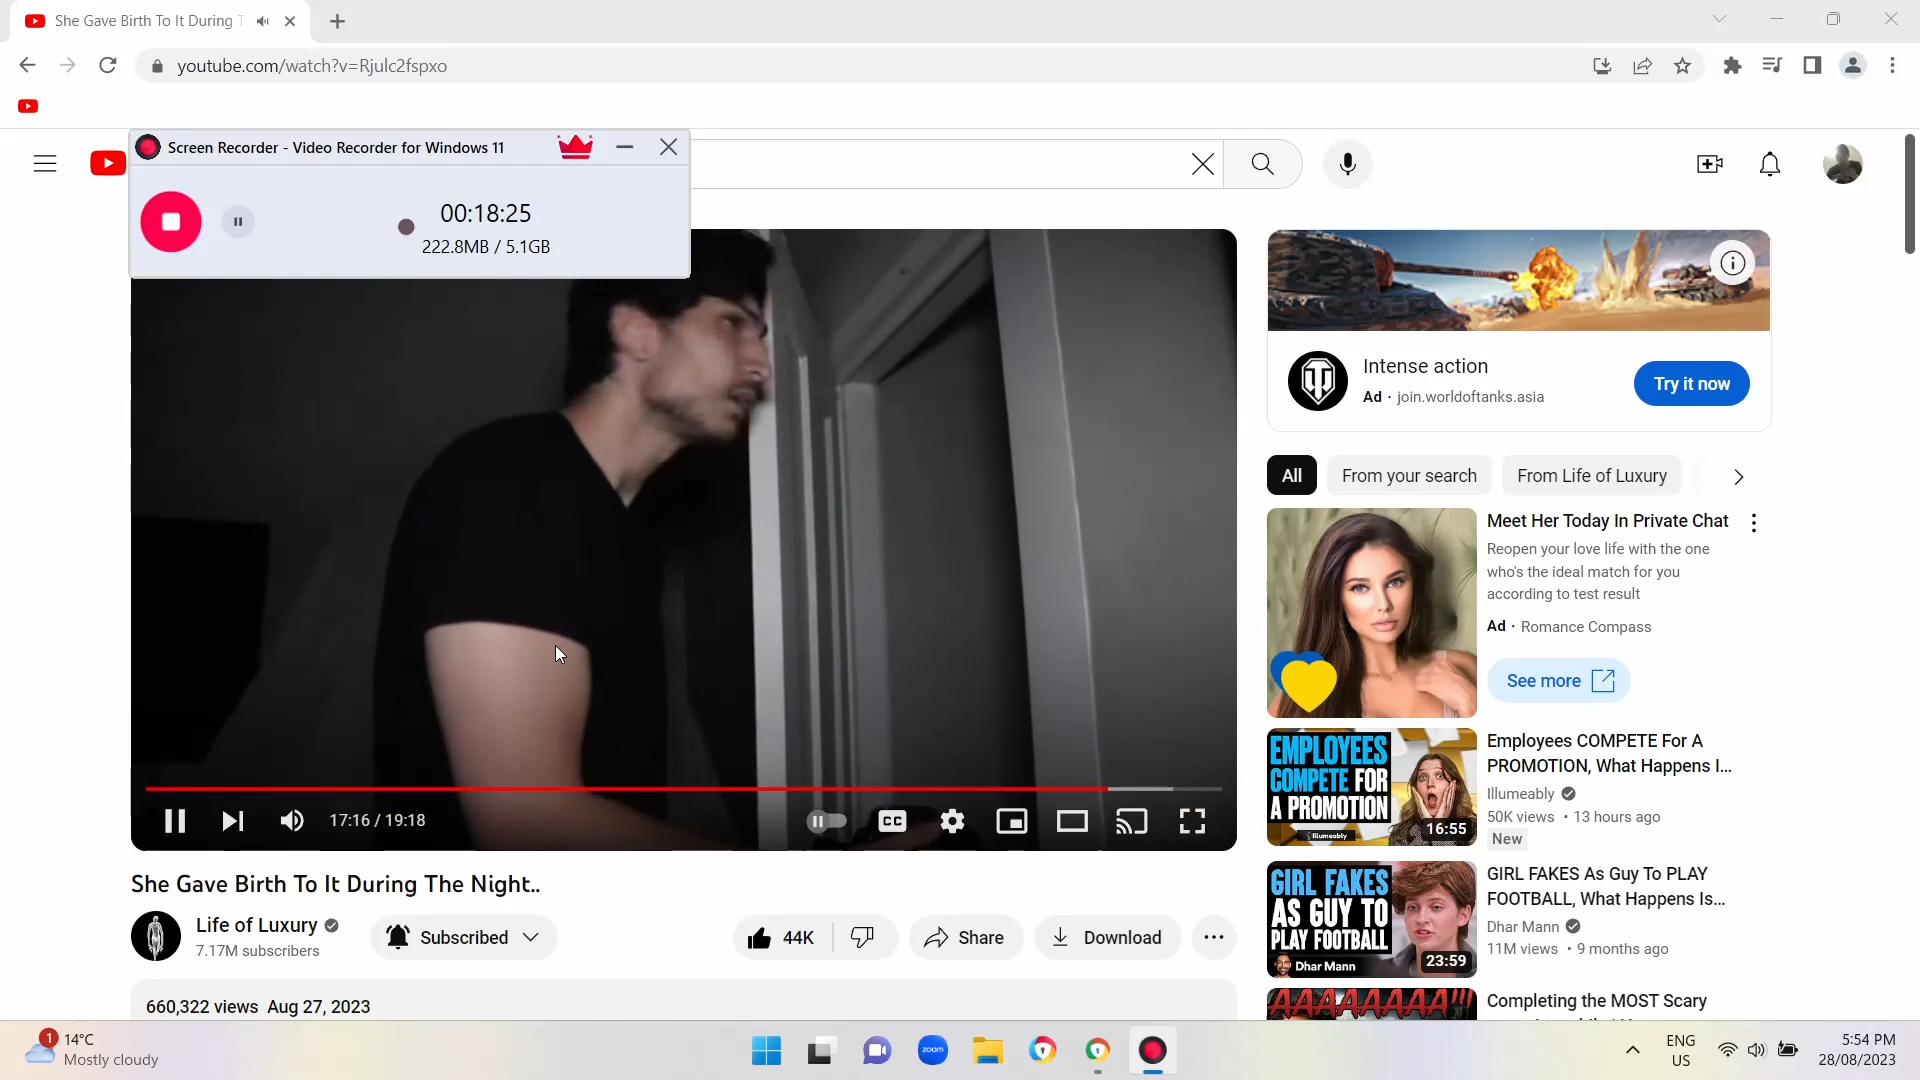 She Gave Birth To It During T
youtube.com/watch?v=Rjulc2fspxo
Screen Recorder - Video Recorder for Windows 11
00:18:25
222.8MB / 5.1GB
Intense action
Ad · join.worldoftanks.asia
Try it now
All
From your search
From Life of Luxury
Meet Her Today In Private Chat
Reopen your love life with the one
who's the ideal match for you
according to test result
Ad · Romance Compass
See more
EMPLOYEES
COMPETE FOR
A PROMOTION
Illumeably
16:55
Employees COMPETE For A
PROMOTION, What Happens I...
Illumeably
50K views • 13 hours ago
New
17:16 / 19:18
CC
She Gave Birth To It During The Night..
Life of Luxury
7.17M subscribers
Subscribed
44K
Share
Download
660,322 views Aug 27, 2023
GIRL FAKES
AS GUY TO
PLAY FOOTBALL
Dhar Mann
23:59
GIRL FAKES As Guy To PLAY
FOOTBALL, What Happens Is...
Dhar Mann
11M views • 9 months ago
AAAAAAAA!!!
Completing the MOST Scary
1
14°C
Mostly cloudy
zoom
ENG
US
5:54 PM
28/08/2023